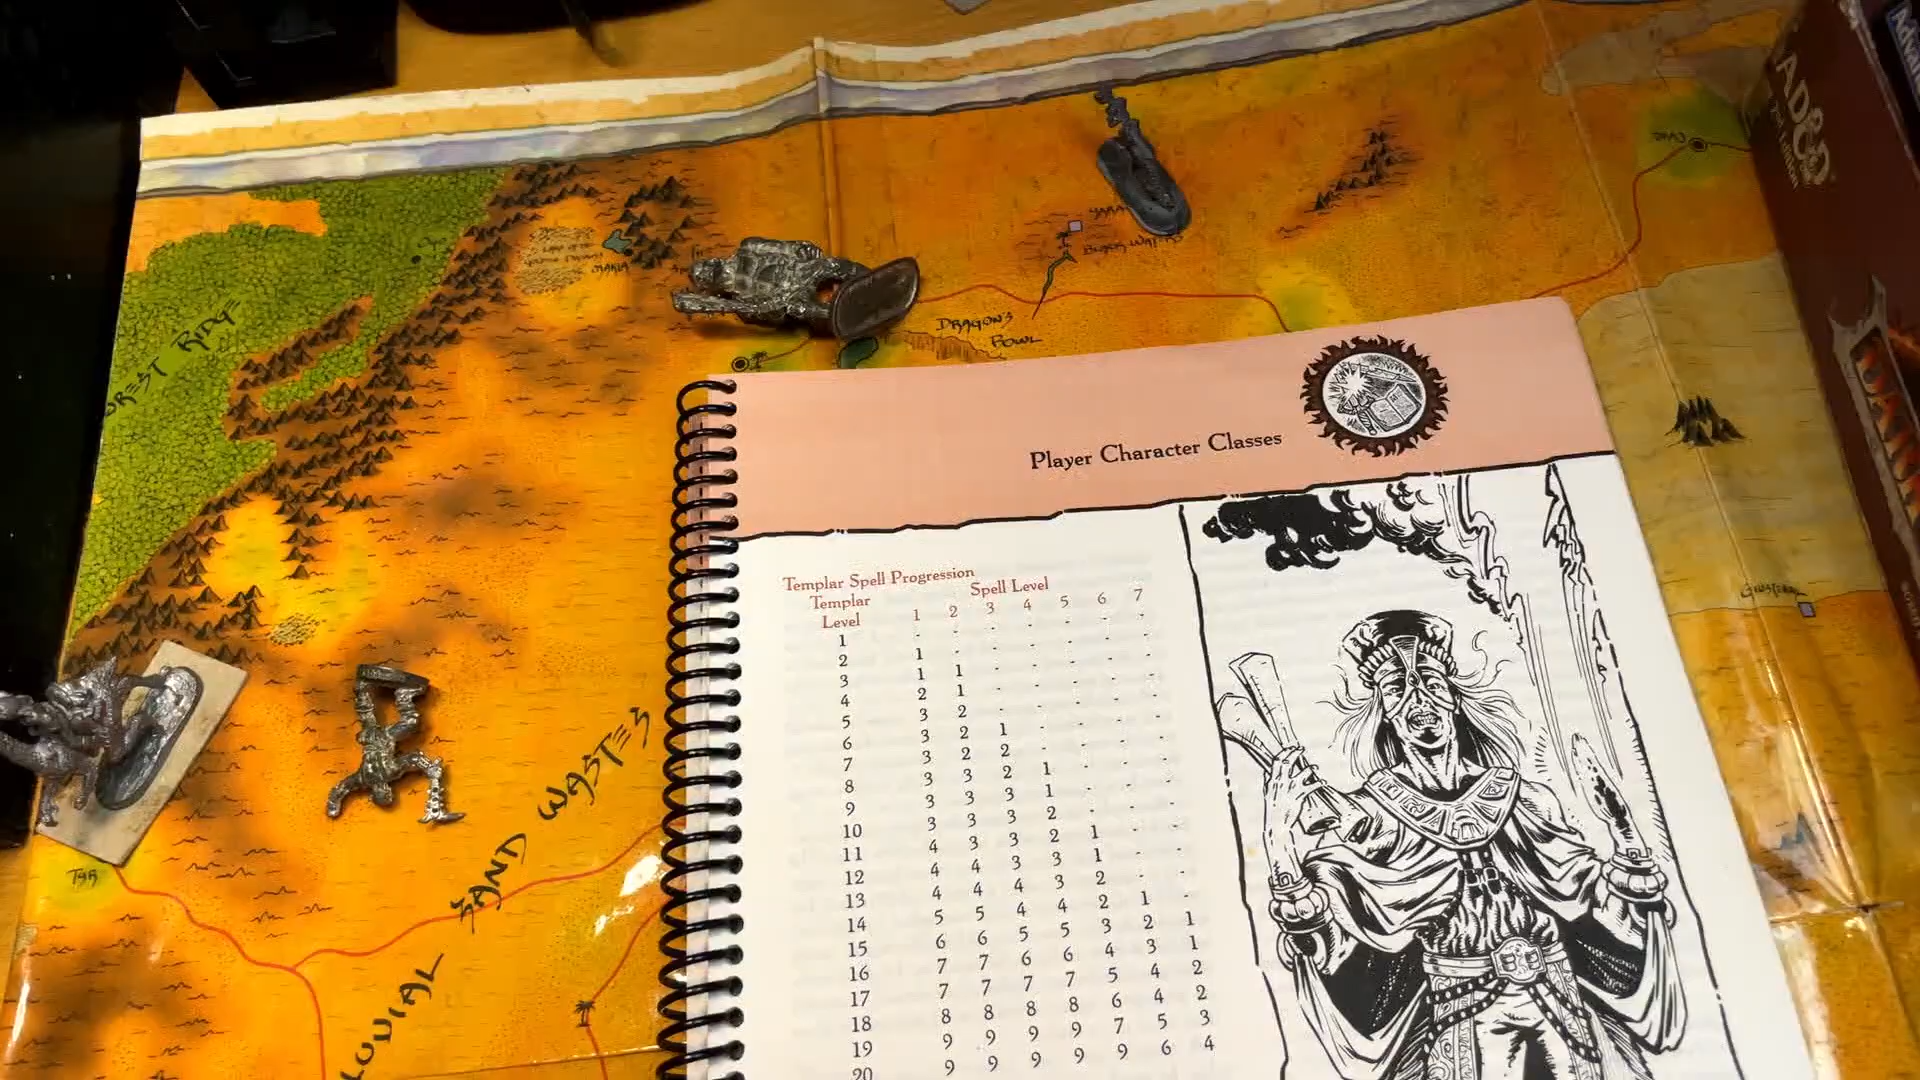 AD&D
2nd Edition
DRAJ
MAKLA
DRAGON'S
BOWL
RIDGE
Player Character Classes
Templar Spell Progression
Templar Spell Level
Level 1 2 3 4 5 6 7
1 - - - - - - -
2 1 - - - - - -
3 1 1 - - - - -
4 2 1 - - - - -
5 3 2 - - - - -
6 3 2 1 - - - -
7 3 2 2 - - - -
8 3 3 2 1 - - -
9 3 3 3 1 - - -
10 3 3 3 2 - - -
11 4 3 3 2 1 - -
12 4 4 3 3 1 - -
13 4 4 4 3 2 - -
14 5 5 4 4 2 1 -
15 6 6 5 5 3 2 1
16 7 7 6 6 4 3 1
17 7 7 7 7 5 4 2
18 8 8 8 8 6 4 2
19 9 9 9 9 7 5 3
20 9 9 9 9 9 6 4
SAND WASTES
TYR